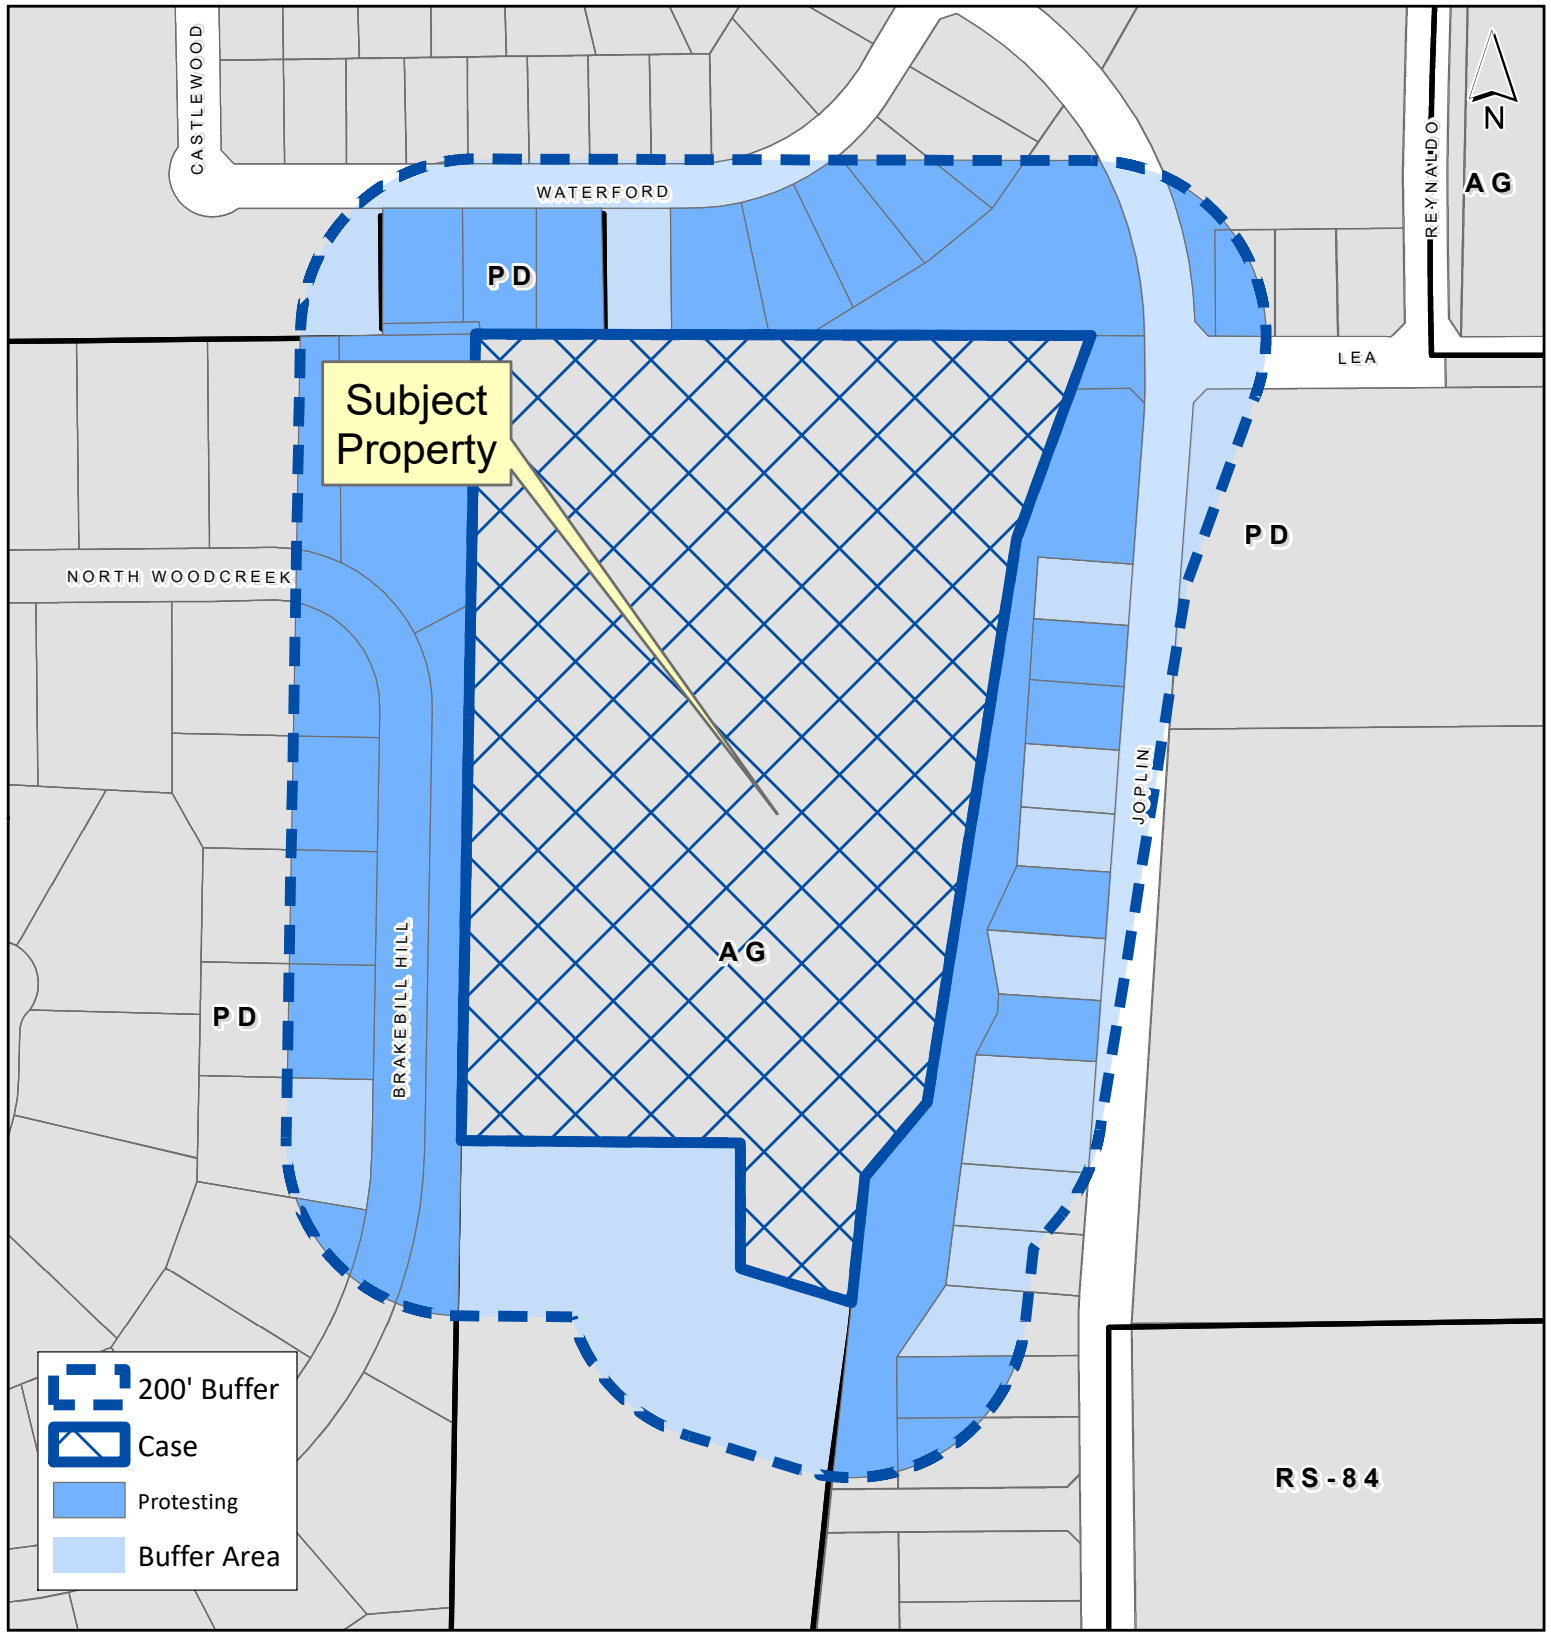 CASTLEWOOD
REYNALDO
N
AG
WATERFORD
PD
LEA
Subject
Property
PD
NORTH WOODCREEK
JOPLIN
AG
BRAKEBILL HILL
PD
200' Buffer
Case
Protesting
Buffer Area
RS-84